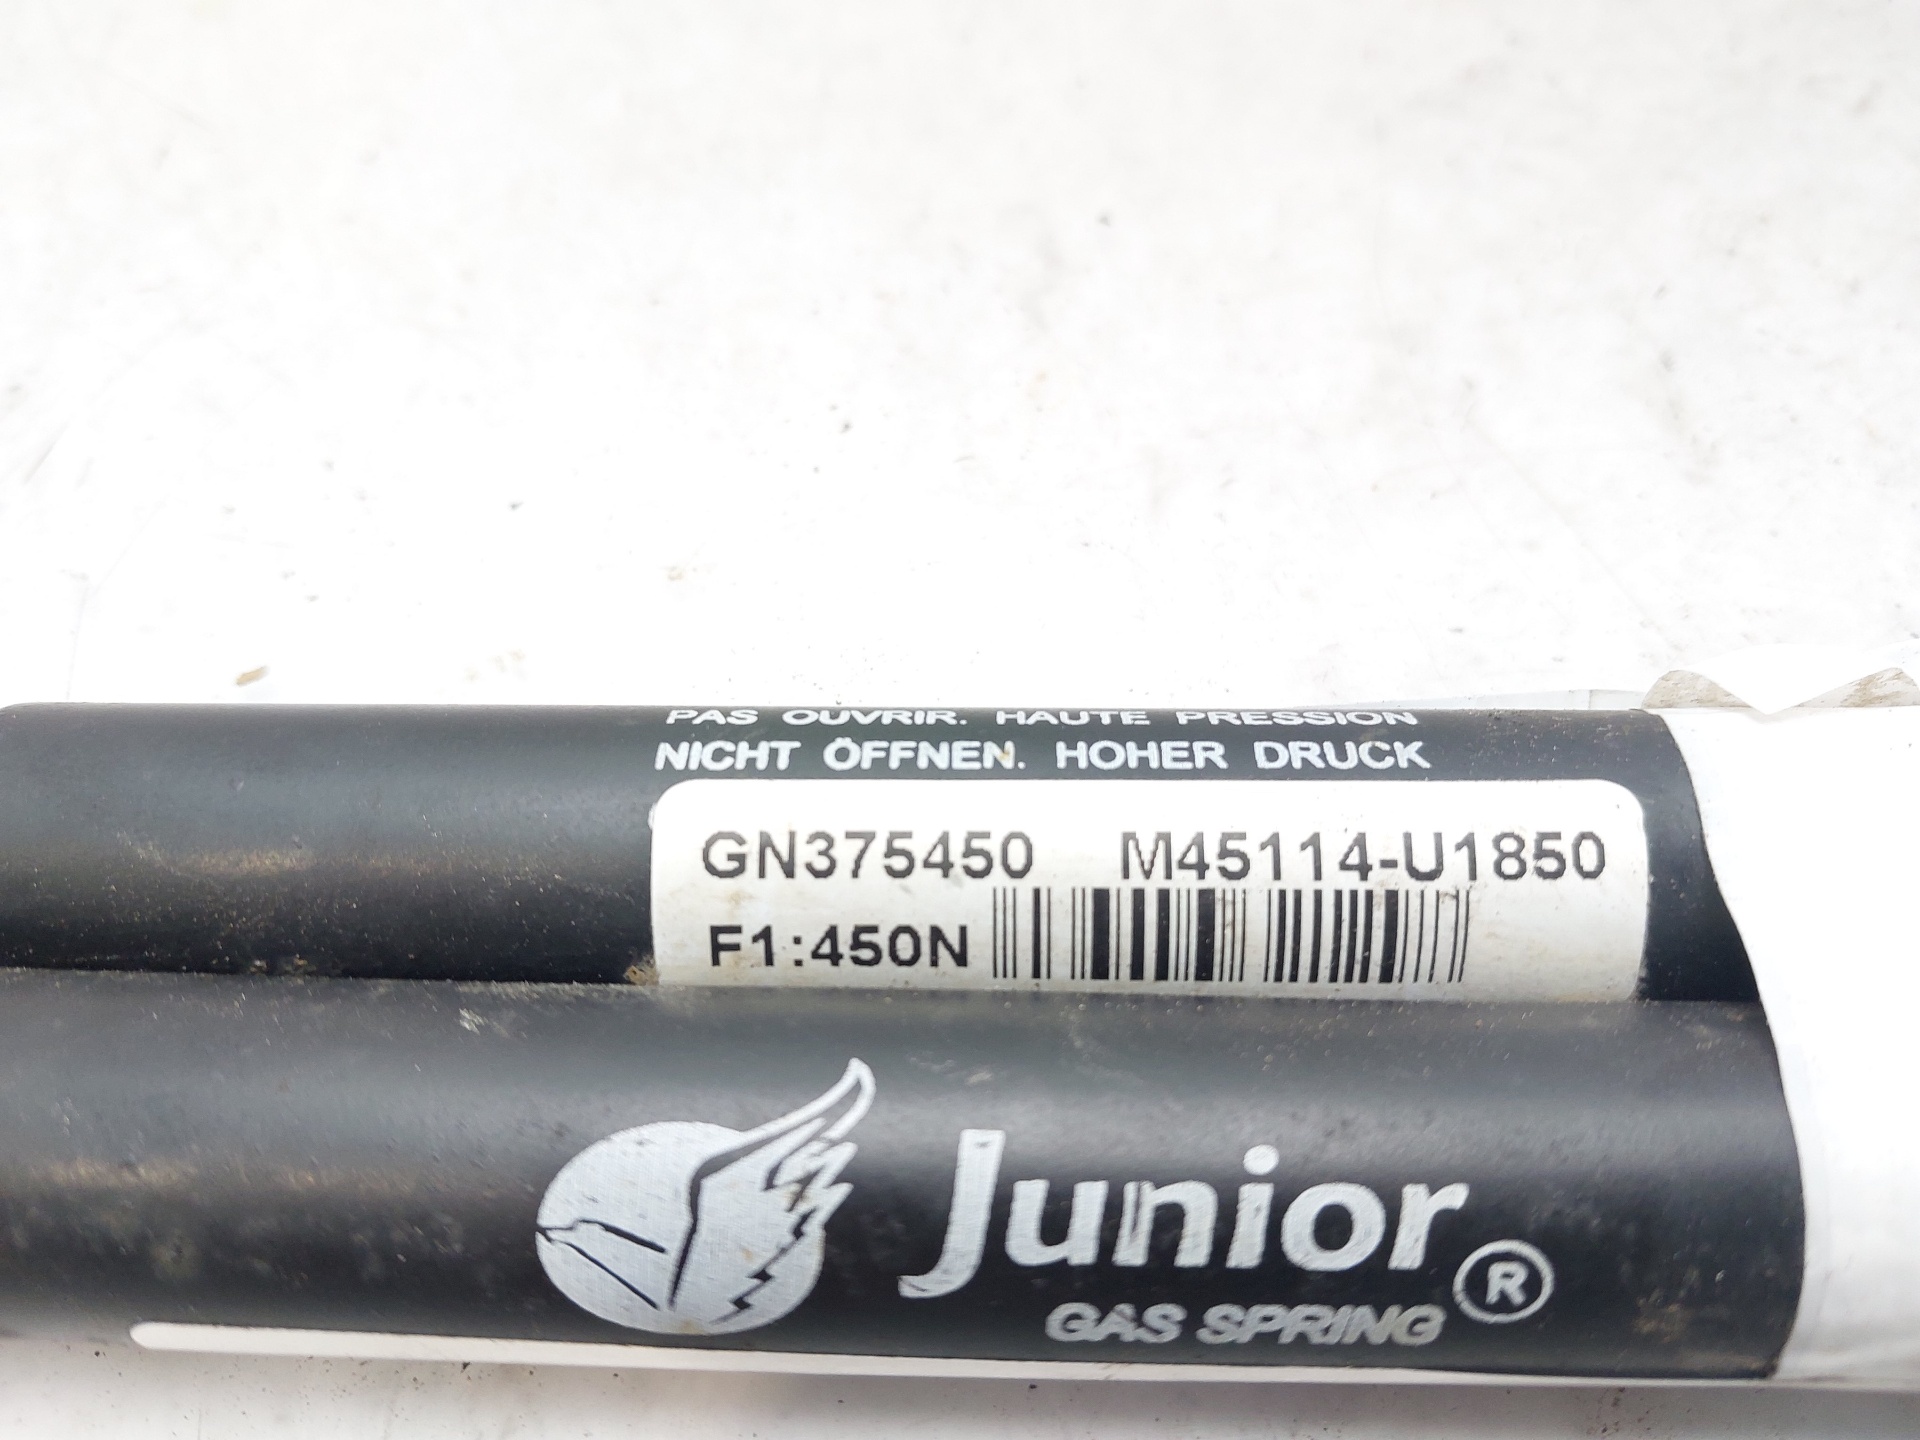 PAS OUVRIR. HAUTE PRESSION
NICHT ÖFFNEN. HOHER DRUCK
GN375450 M45114-U1850
F1:450N
Junior®
GAS SPRING